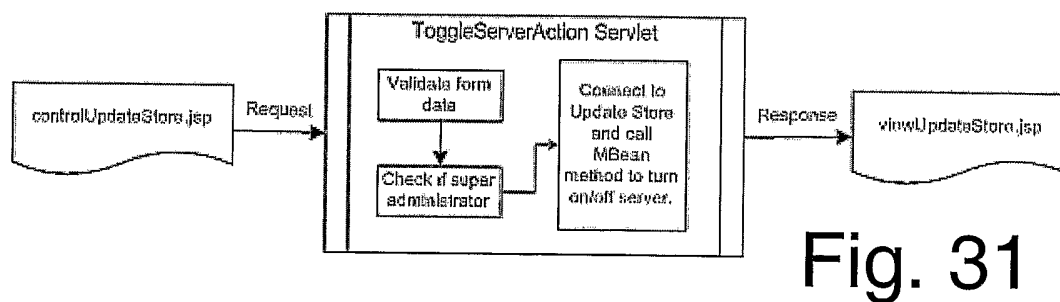 ToggleServerAction Servlet
controlUpdateStore.jsp
Request
Validate form
data
Check if super
administrator
Connect to
Update Store
and call
MBean
method to turn
on/off server.
Response
viewUpdateStore.jsp
Fig. 31